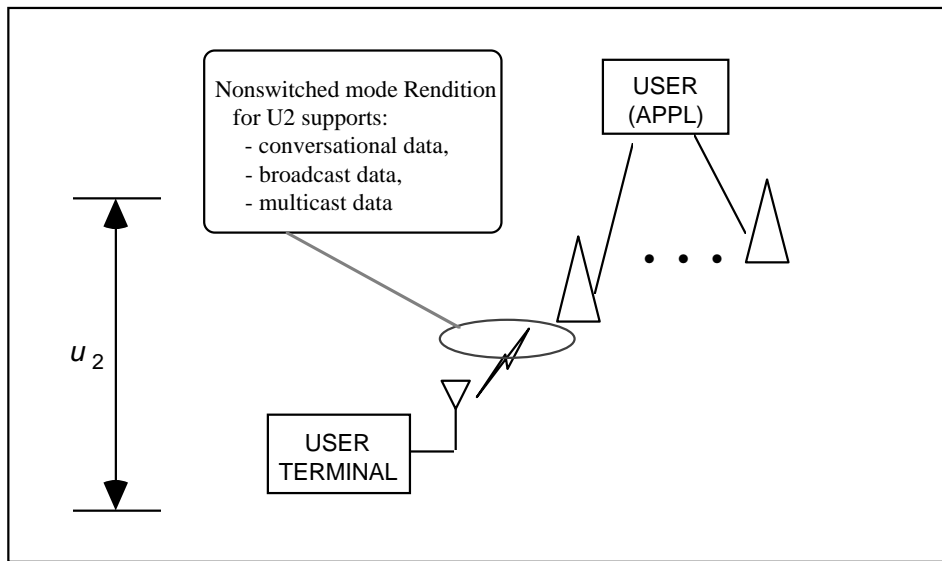 Nonswitched mode Rendition
for U2 supports:
- conversational data,
- broadcast data,
- multicast data
USER
(APPL)
u 2
USER
TERMINAL